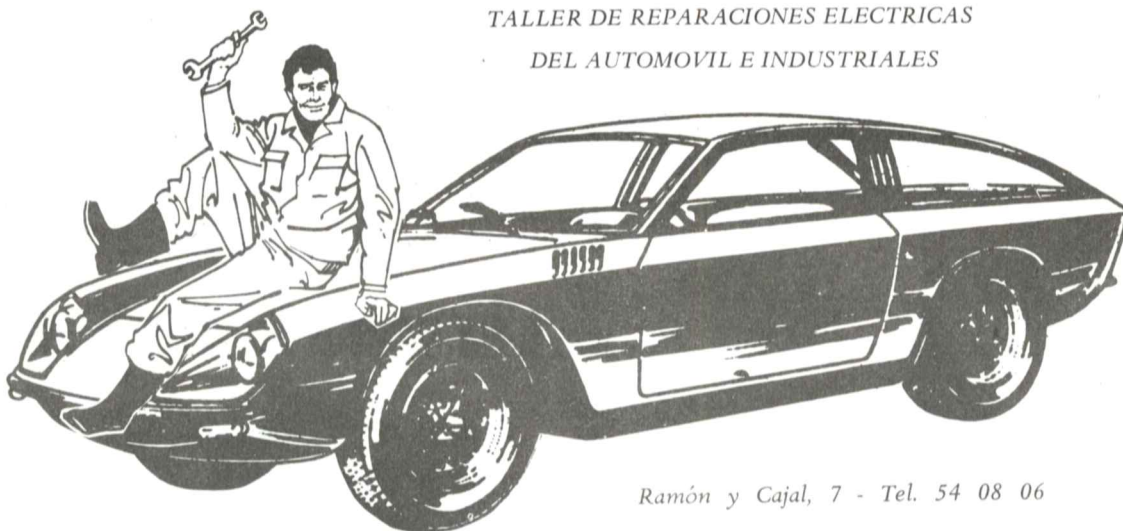 TALLER DE REPARACIONES ELECTRICAS
DEL AUTOMOVIL E INDUSTRIALES
Ramón y Cajal, 7 - Tel. 54 08 06